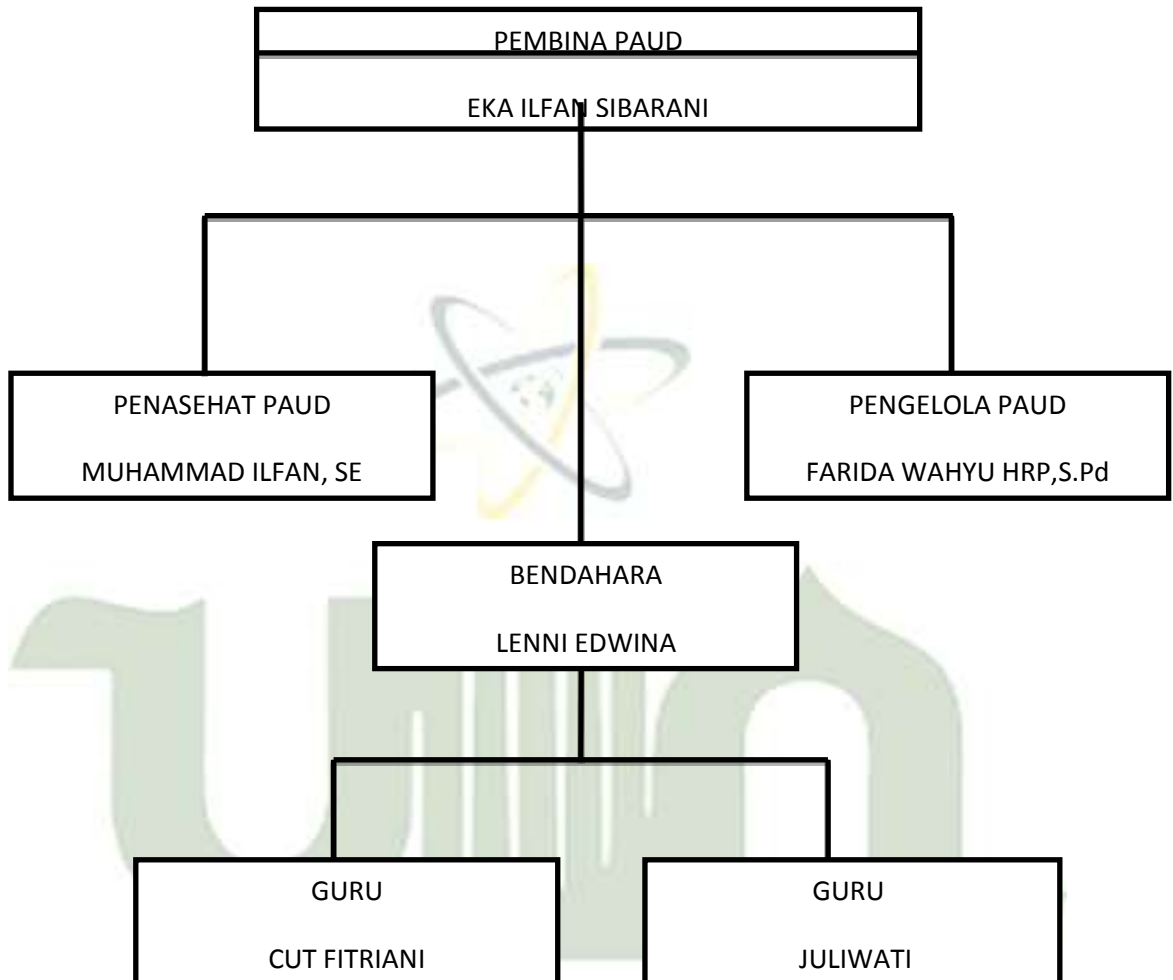 PEMBINA PAUD
EKA ILFAN SIBARANI
PENASEHAT PAUD
MUHAMMAD ILFAN, SE
PENGELOLA PAUD
FARIDA WAHYU HRP,S.Pd
BENDAHARA
LENNI EDWINA
GURU
CUT FITRIANI
GURU
JULIWATI